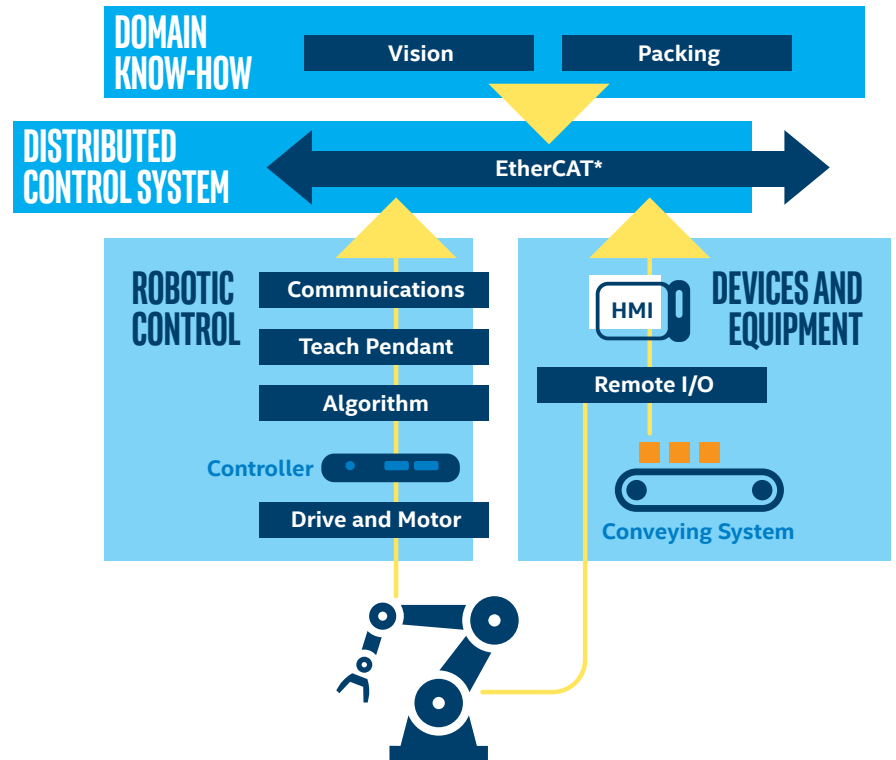 DOMAIN
KNOW-HOW
Vision
Packing
DISTRIBUTED
CONTROL SYSTEM
EtherCAT*
ROBOTIC
CONTROL
Commnuications
Teach Pendant
Algorithm
Controller
Drive and Motor
DEVICES AND
EQUIPMENT
HMI
Remote I/O
Conveying System